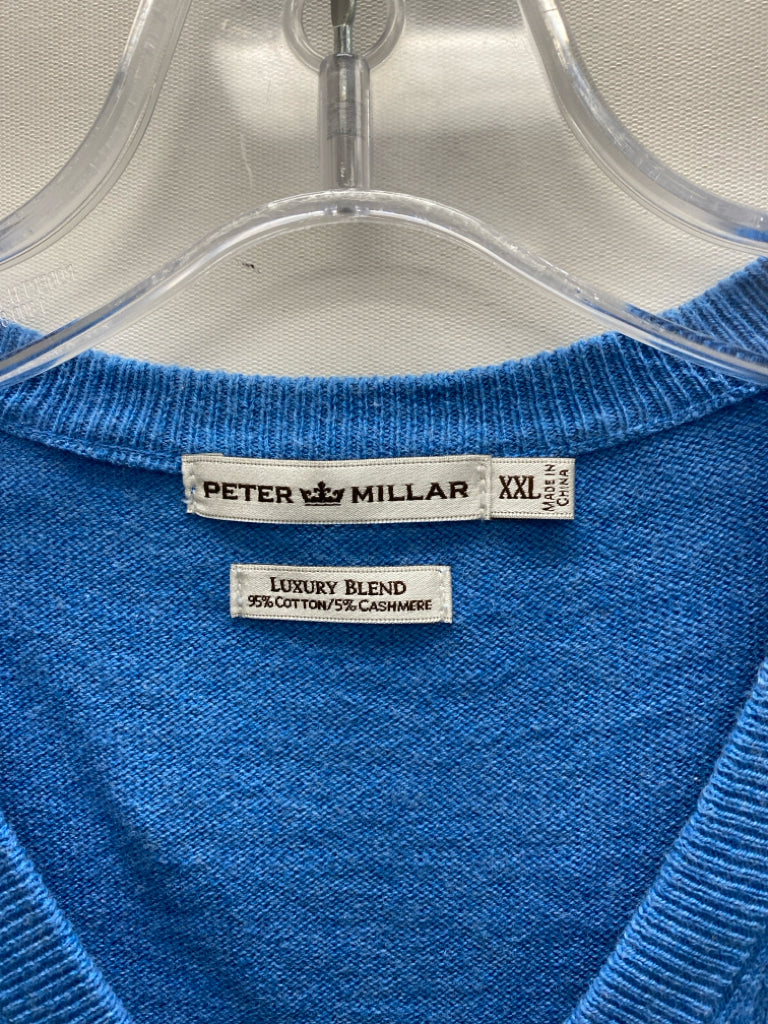 PETER MILLAR
XXL
MADE IN
CHINA
LUXURY BLEND
95% COTTON/5% CASHMERE